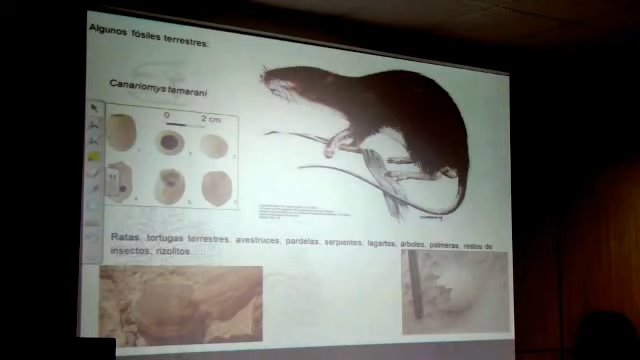 Algunos fósiles terrestres:
Canariomys tamarani
0 2 cm
Ratas, tortugas terrestres, avestruces, pardelas, serpientes, lagartos, árboles, palmeras, restos de
insectos, rizolitos.....